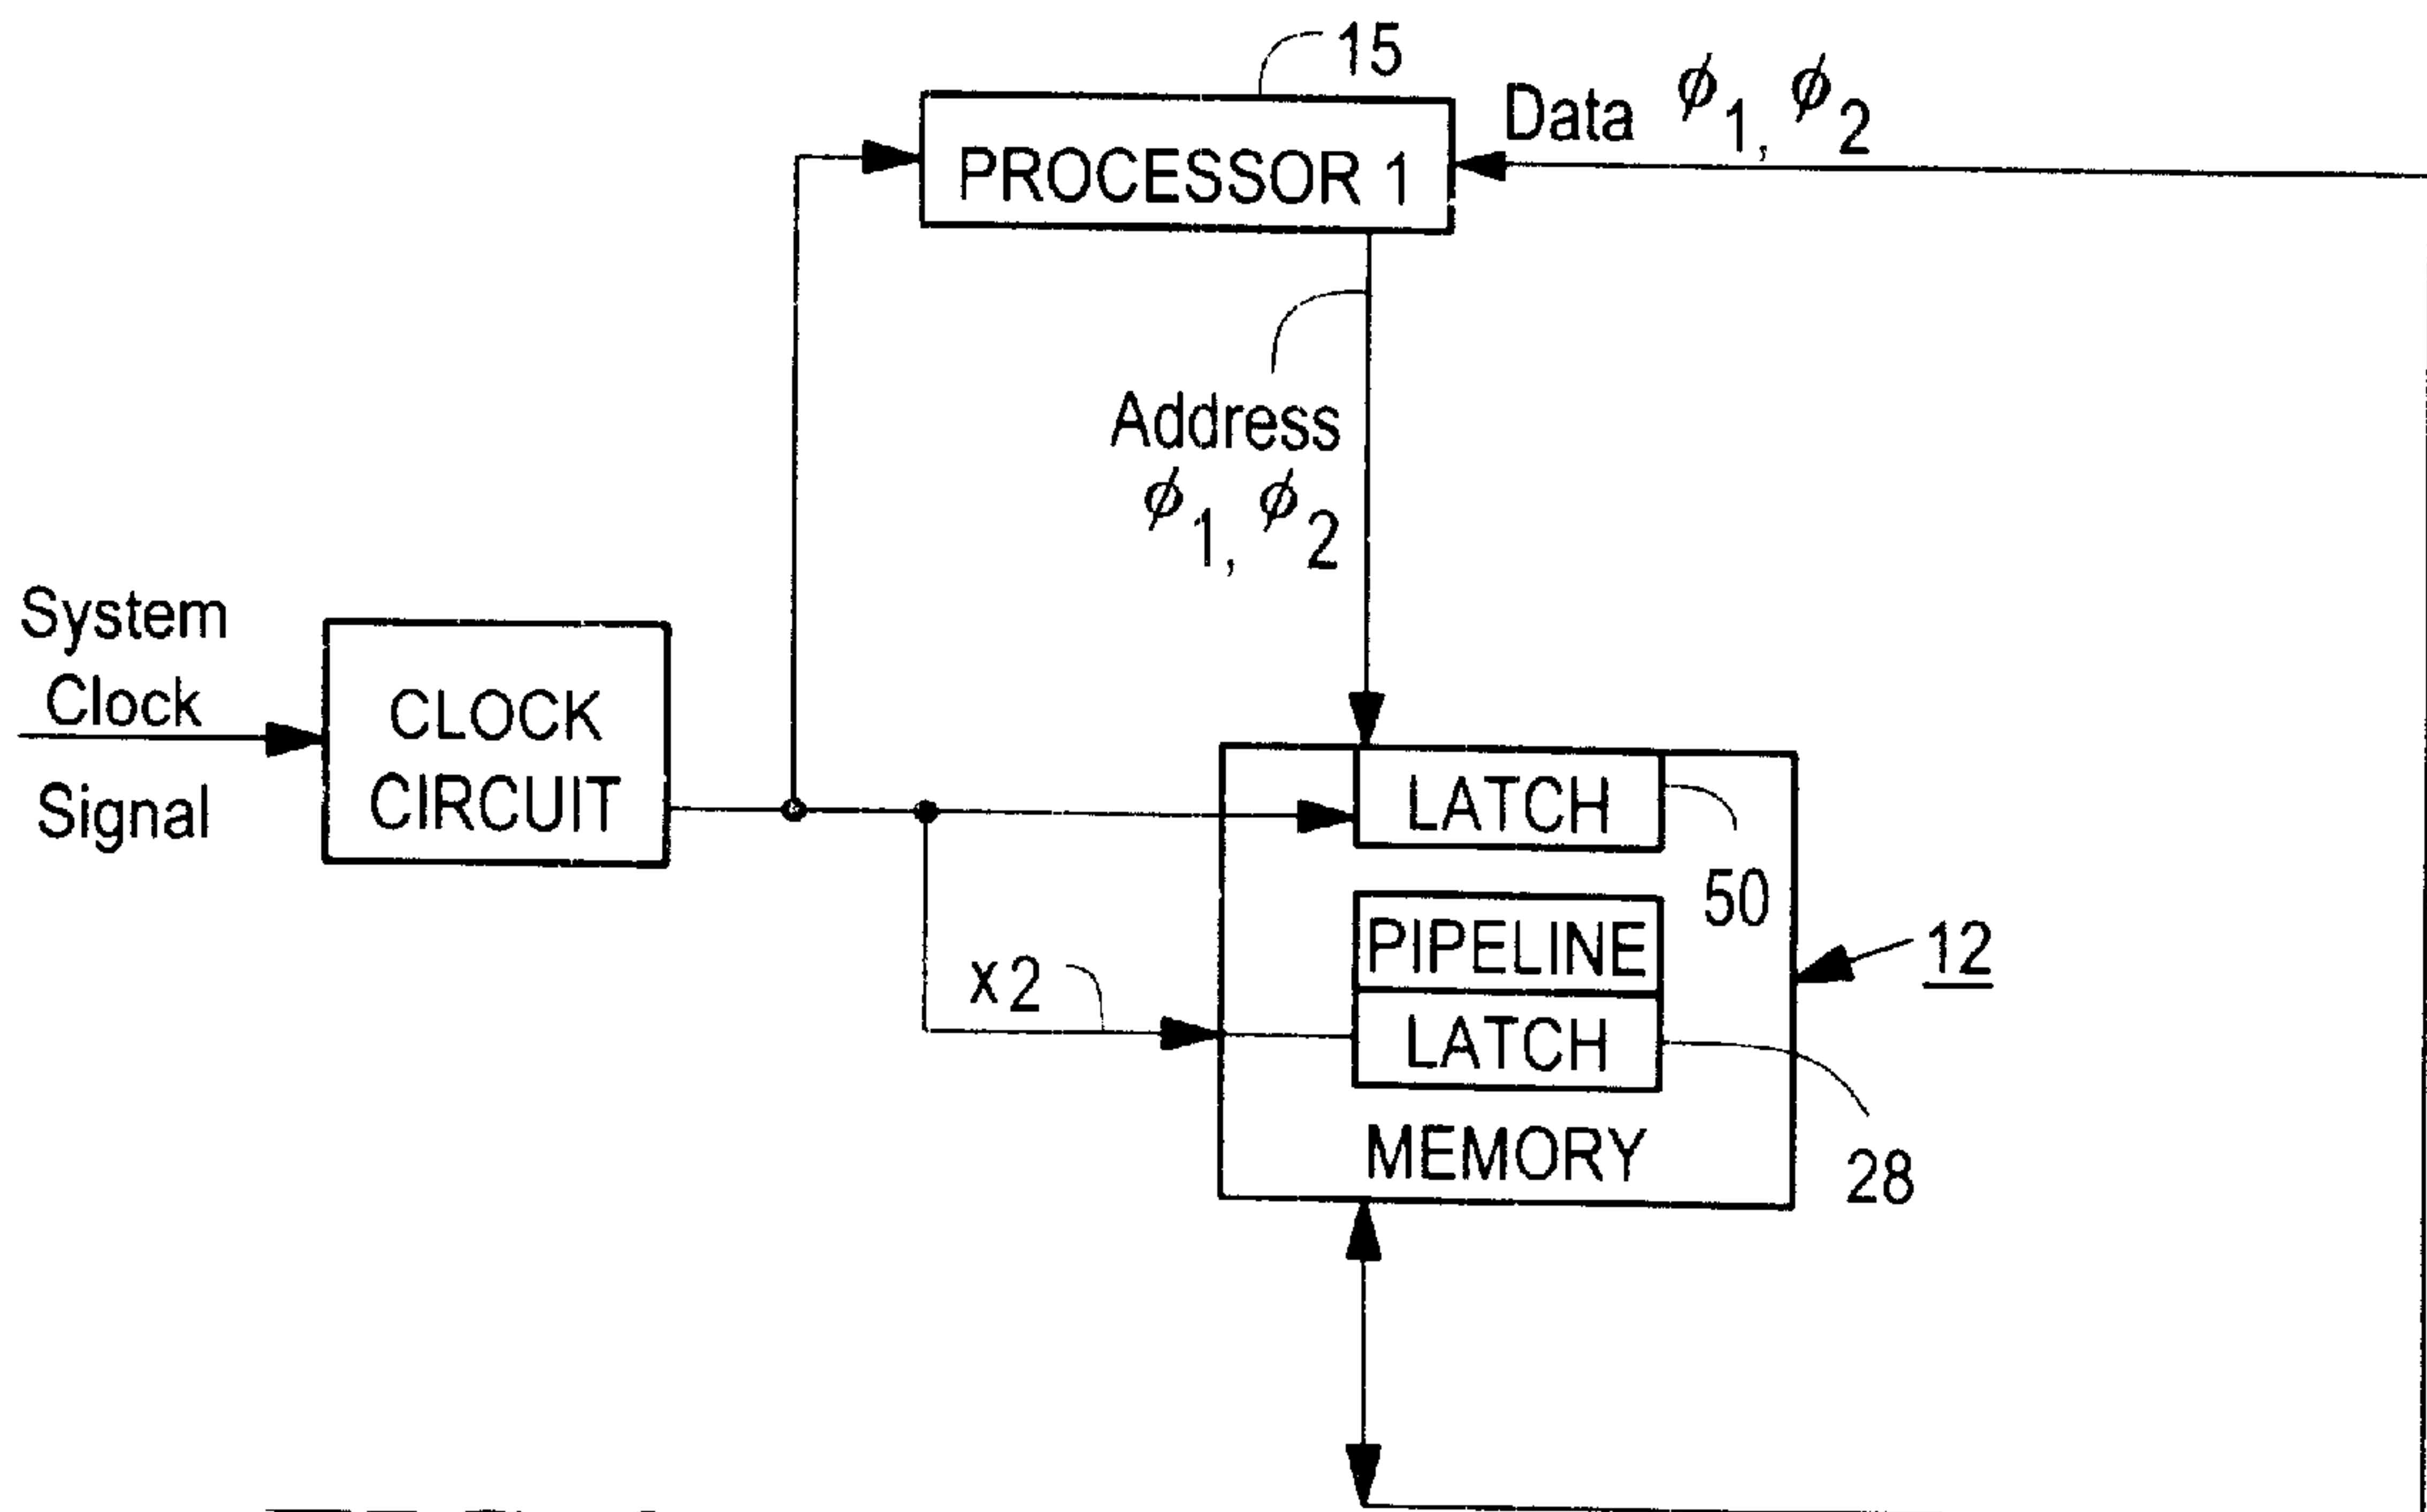 15
Data ϕ1, ϕ2
PROCESSOR 1
Address
ϕ1, ϕ2
System
Clock
Signal
CLOCK
CIRCUIT
LATCH
50
PIPELINE
LATCH
12
x2
MEMORY
28